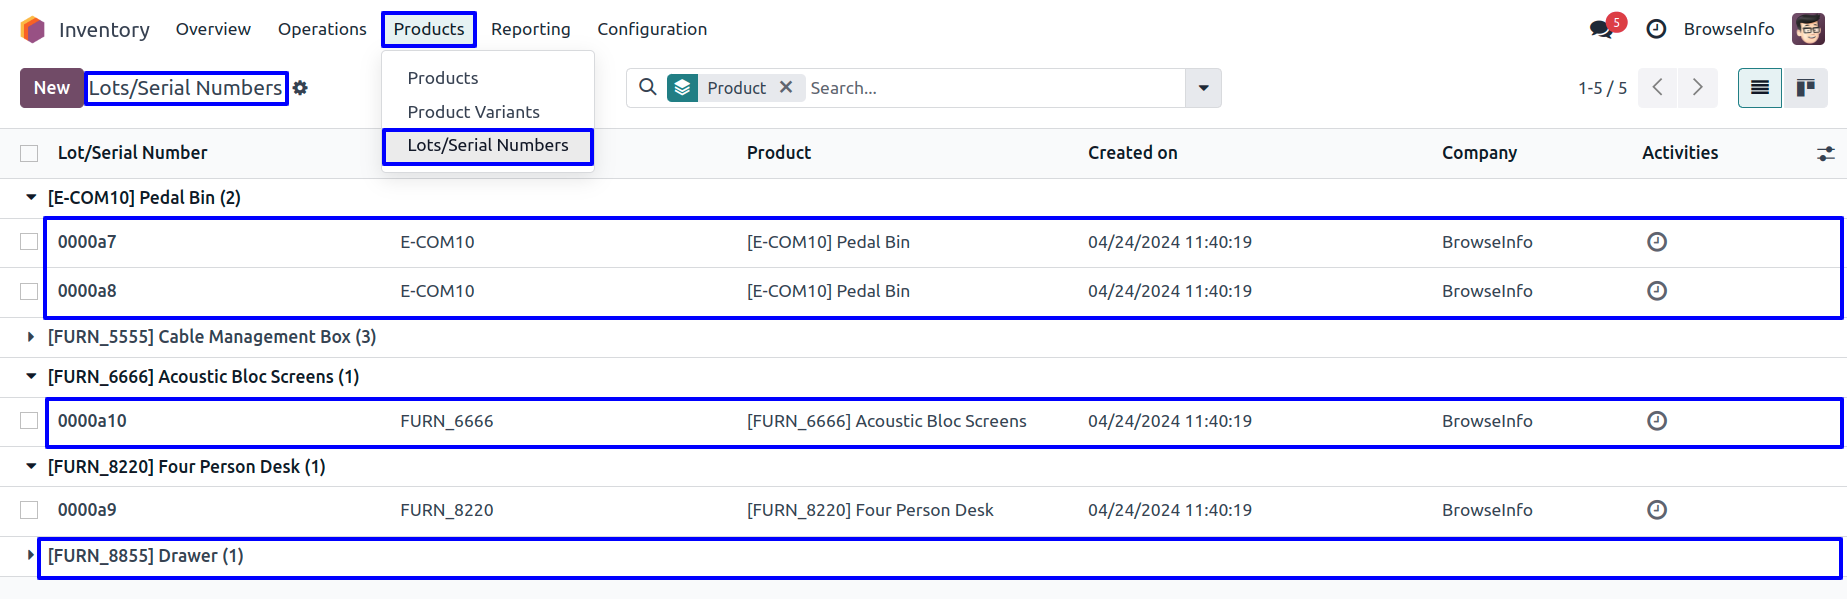 Inventory Overview Operations Products Reporting Configuration 5 BrowseInfo
New Lots/Serial Numbers Product Search... 1-5 / 5
Products
Product Variants
Lots/Serial Numbers
Lot/Serial Number Product Created on Company Activities
[E-COM10] Pedal Bin (2)
0000a7 E-COM10 [E-COM10] Pedal Bin 04/24/2024 11:40:19 BrowseInfo
0000a8 E-COM10 [E-COM10] Pedal Bin 04/24/2024 11:40:19 BrowseInfo
[FURN_5555] Cable Management Box (3)
[FURN_6666] Acoustic Bloc Screens (1)
0000a10 FURN_6666 [FURN_6666] Acoustic Bloc Screens 04/24/2024 11:40:19 BrowseInfo
[FURN_8220] Four Person Desk (1)
0000a9 FURN_8220 [FURN_8220] Four Person Desk 04/24/2024 11:40:19 BrowseInfo
[FURN_8855] Drawer (1)